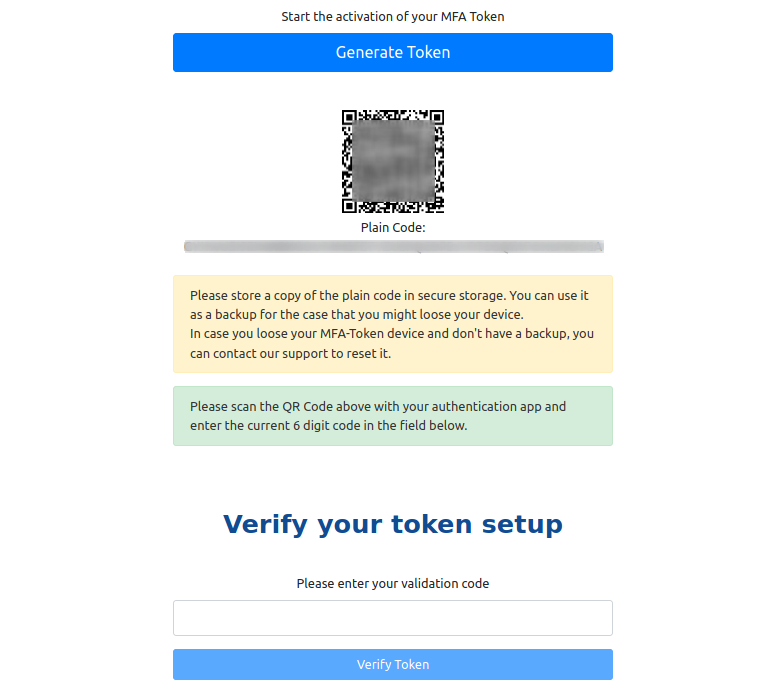 Start the activation of your MFA Token
Generate Token
Plain Code:
Please store a copy of the plain code in secure storage. You can use it
as a backup for the case that you might loose your device.
In case you loose your MFA-Token device and don't have a backup, you
can contact our support to reset it.
Please scan the QR Code above with your authentication app and
enter the current 6 digit code in the field below.
Verify your token setup
Please enter your validation code
Verify Token